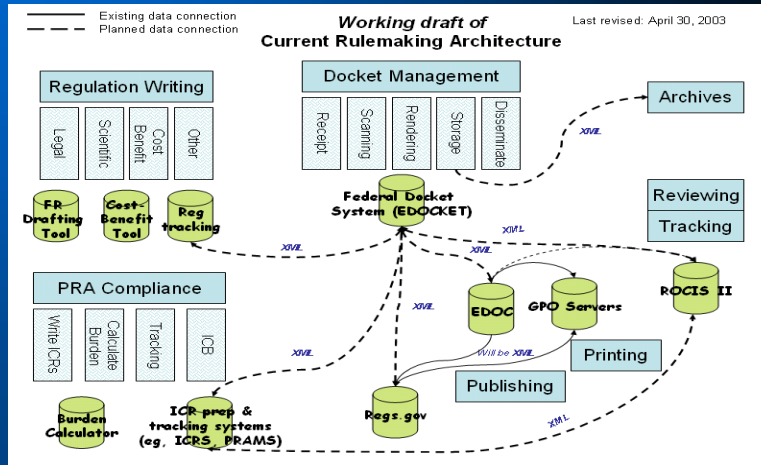 Existing data connection
Planned data connection
Working draft of
Current Rulemaking Architecture
Last revised: April 30, 2003
Regulation Writing
Legal
Scientific
Cost
Benefit
Other
FR
Drafting
Tool
Cost-
Benefit
Tool
Reg
tracking
Docket Management
Receipt
Scanning
Rendering
Storage
Disseminate
Federal Docket
System (EDOCKET)
Archives
XML
Reviewing
Tracking
XML
XML
XML
ROCIS II
PRA Compliance
Write ICRs
Calculate
Burden
Tracking
ICB
Burden
Calculator
ICR prep &
tracking systems
(eg, ICRS, PRAMS)
XML
XML
EDOC
GPO Servers
Will be XML
Printing
Publishing
Regs.gov
XML